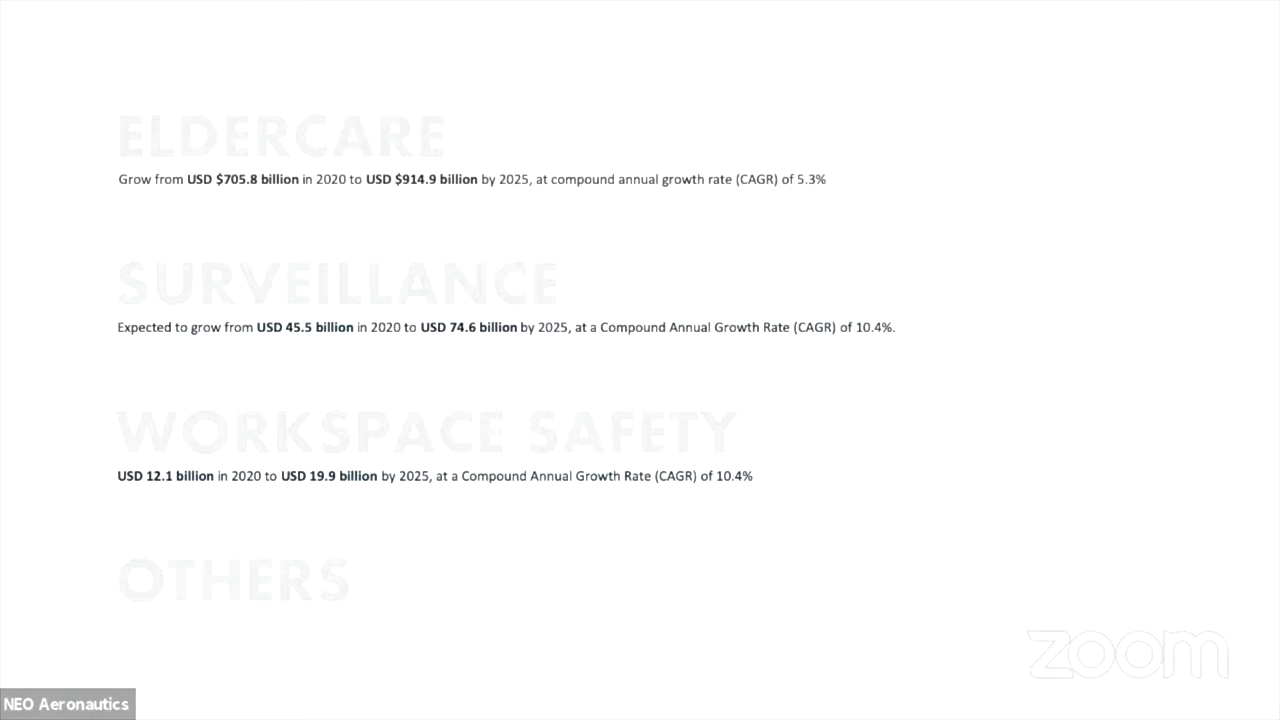 ELDERCARE
Grow from USD $705.8 billion in 2020 to USD $914.9 billion by 2025, at compound annual growth rate (CAGR) of 5.3%
SURVEILLANCE
Expected to grow from USD 45.5 billion in 2020 to USD 74.6 billion by 2025, at a Compound Annual Growth Rate (CAGR) of 10.4%.
WORKSPACE SAFETY
USD 12.1 billion in 2020 to USD 19.9 billion by 2025, at a Compound Annual Growth Rate (CAGR) of 10.4%
OTHERS
zoom
NEO Aeronautics